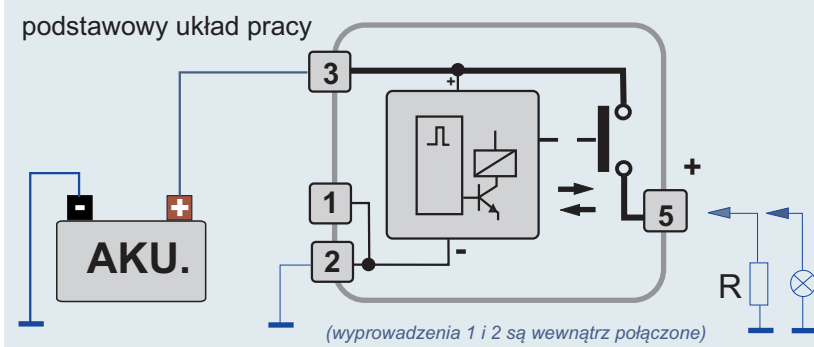 podstawowy układ pracy
3
+
1
- +
AKU.
2
-
+
5
R
(wyprowadzenia 1 i 2 są wewnątrz połączone)